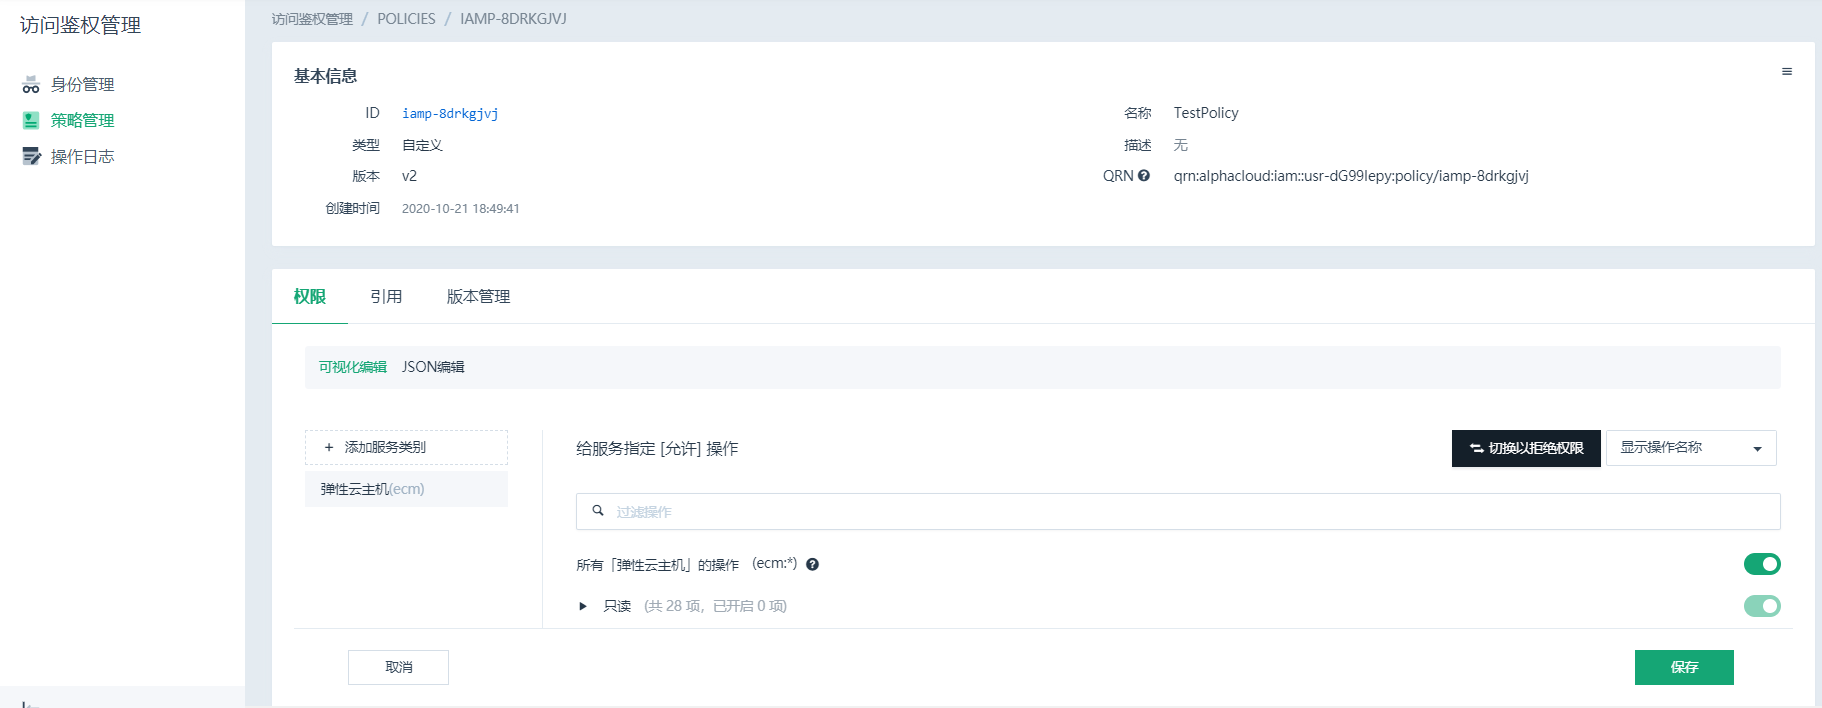 访问鉴权管理
身份管理
策略管理
操作日志
访问鉴权管理 / POLICIES / IAMP-8DRKGJVJ
基本信息
ID iamp-8drkgjvj
名称 TestPolicy
类型 自定义
描述 无
版本 v2
QRN qrn:alphacloud:iam::usr-dG99lepy:policy/iamp-8drkgjvj
创建时间 2020-10-21 18:49:41
权限 引用 版本管理
可视化编辑 JSON编辑
+ 添加服务类别
弹性云主机(ecm)
给服务指定 [允许] 操作
切换以拒绝权限
显示操作名称
过滤操作
所有「弹性云主机」的操作 (ecm:*)
只读 (共 28 项，已开启 0 项)
取消
保存